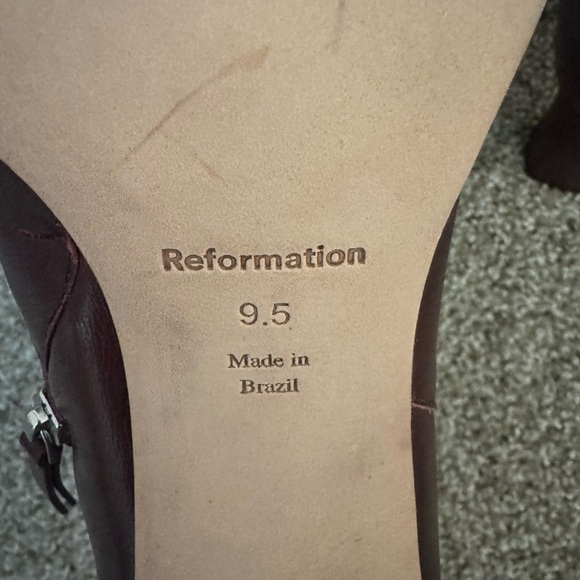 Reformation
9.5
Made in
Brazil